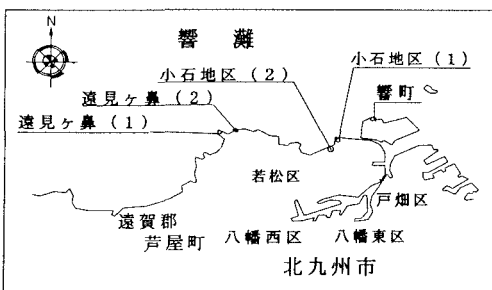 N
響 灘
小石地区(2)
小石地区(1)
遠見ヶ鼻(2)
響町
遠見ヶ鼻(1)
若松区
戸畑区
遠賀郡
芦屋町
八幡西区
八幡東区
北九州市